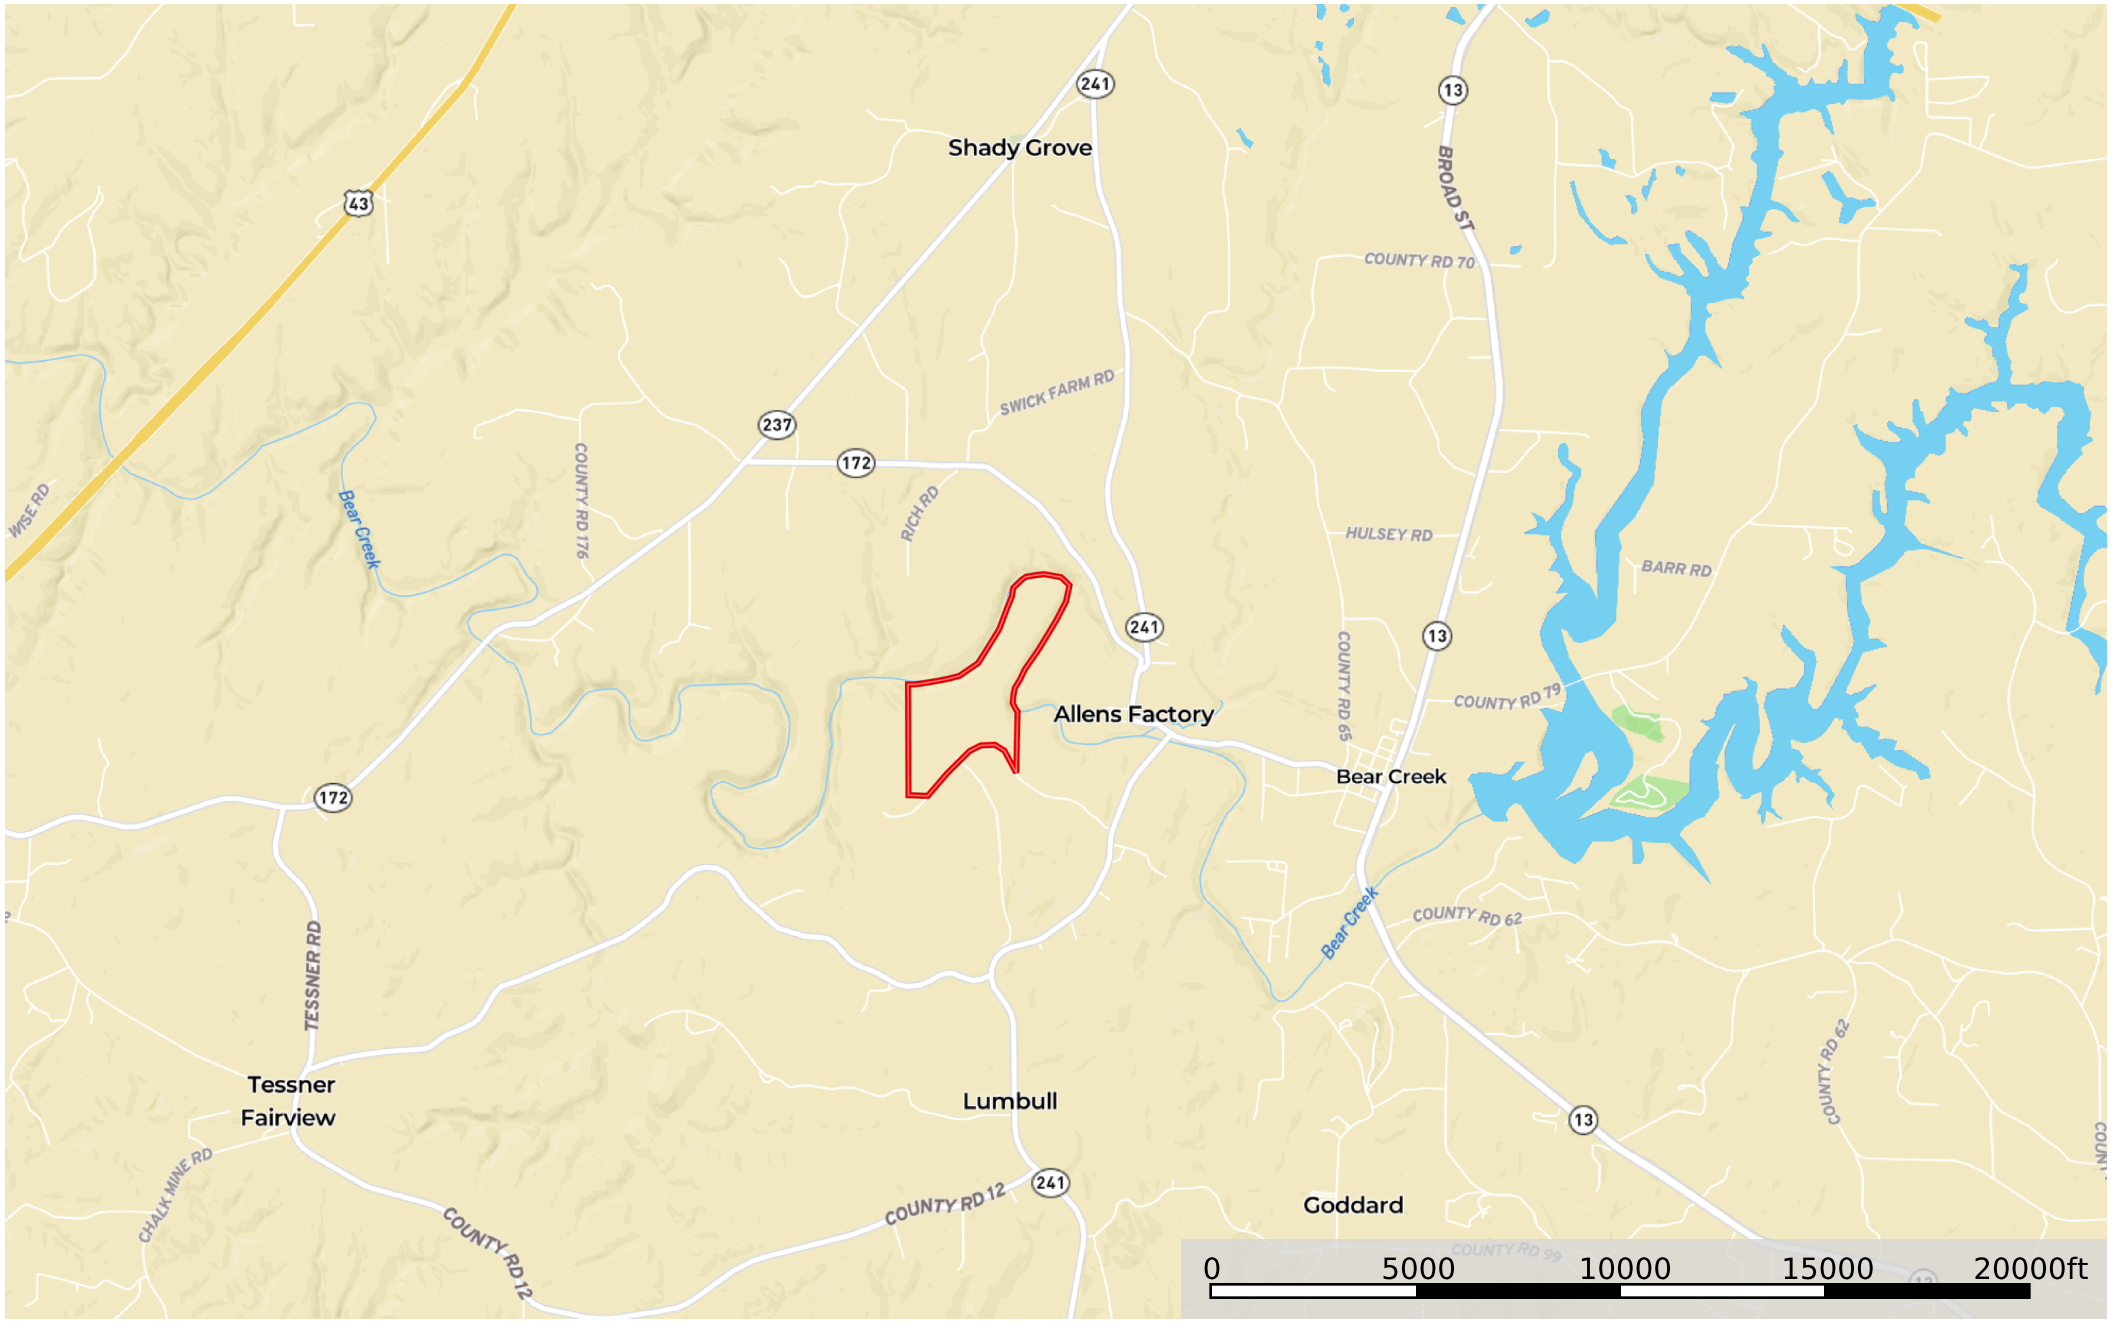 241
13
Shady Grove
BROAD ST
43
COUNTY RD 70
SWICK FARM RD
237
172
COUNTY RD 176
WISE RD
Bear Creek
RICH RD
HULSEY RD
BARR RD
241
13
COUNTY RD 65
COUNTY RD 79
Allens Factory
Bear Creek
172
Bear Creek
COUNTY RD 62
TESSNER RD
COUNTY RD 62
Tessner
Fairview
Lumbull
13
CHALK MINE RD
COUNTY RD 12
241
Goddard
COUNTY RD 12
COUNTY RD 99
0 5000 10000 15000 20000ft